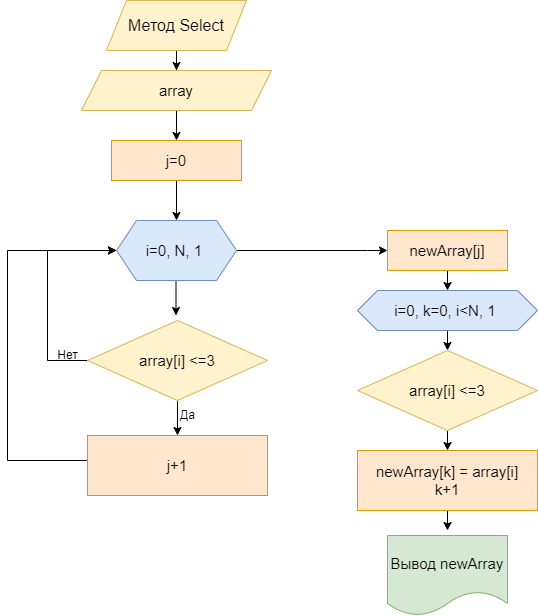 Метод Select
array
j=0
i=0, N, 1
array[i] <=3
Нет
Да
j+1
newArray[j]
i=0, k=0, i<N, 1
array[i] <=3
newArray[k] = array[i]
k+1
Вывод newArray